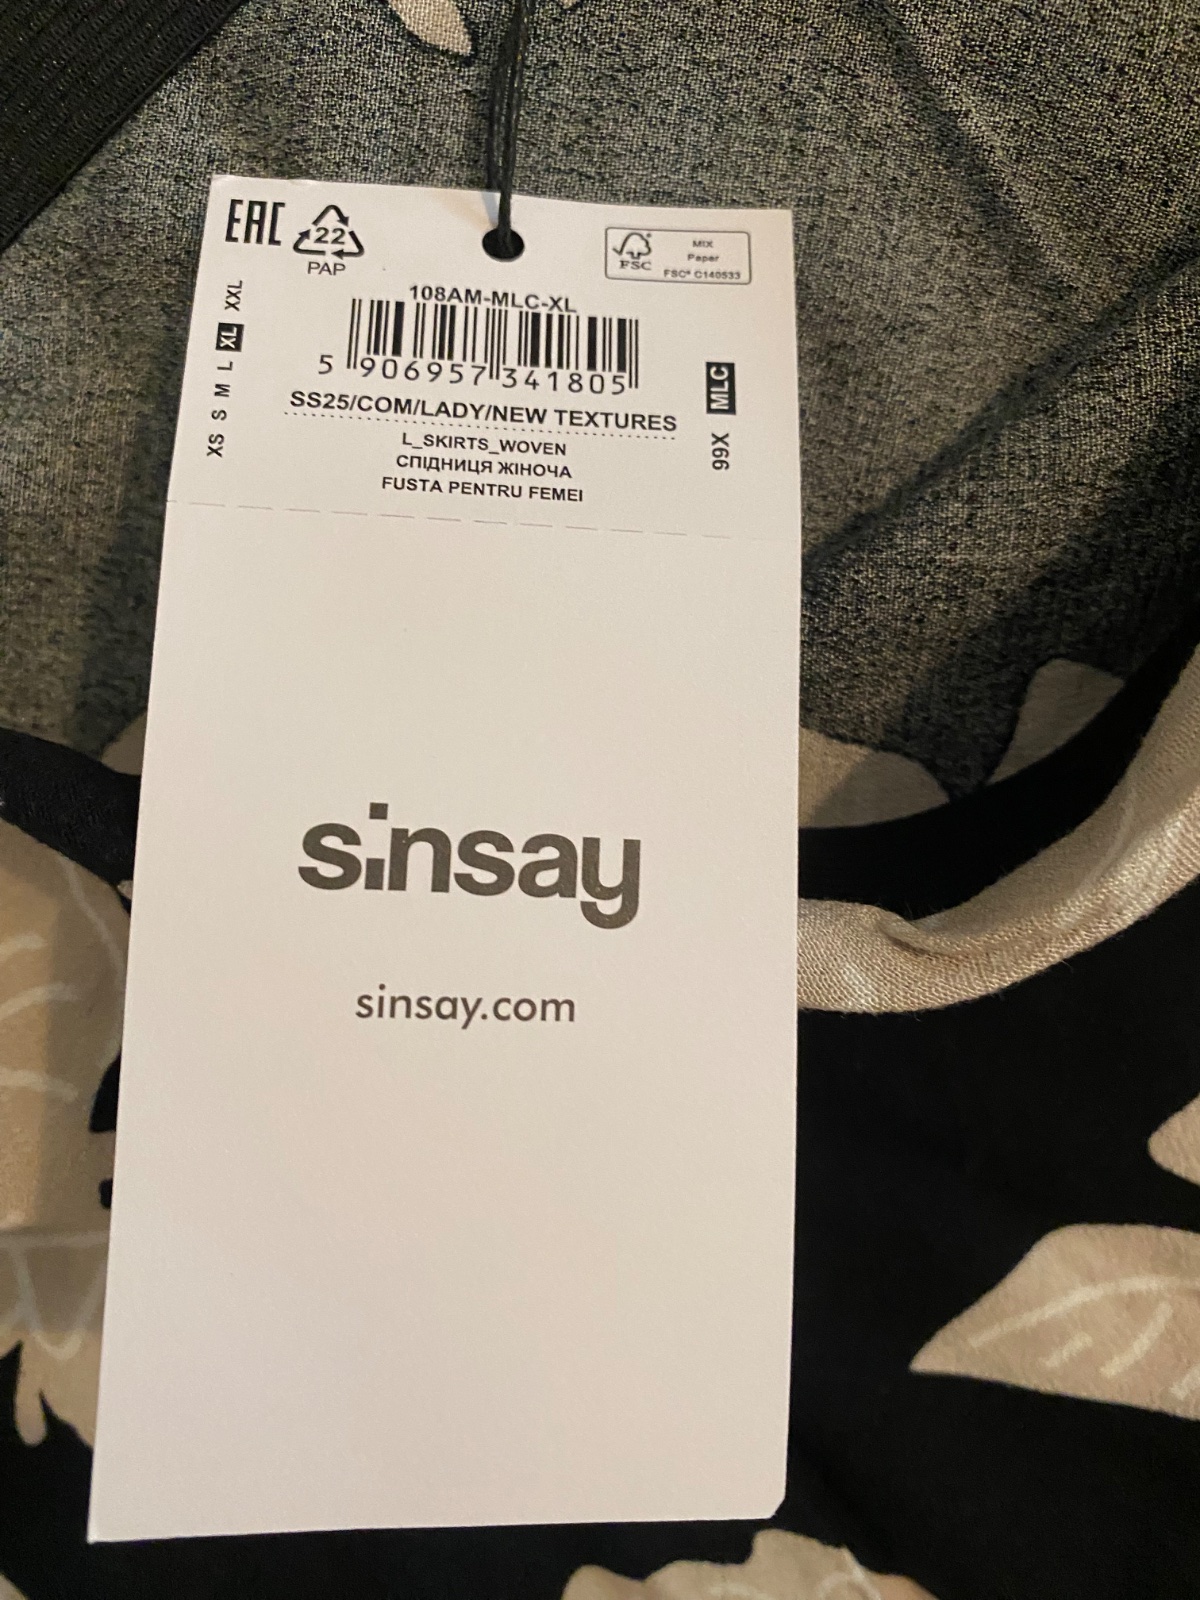 EAC
22
PAP
FSC®
MIX
Paper
FSC® C140533
108AM-MLC-XL
5 906957 341805
XS S M L XL XXL
99X MLC
SS25/COM/LADY/NEW TEXTURES
L_SKIRTS_WOVEN
СПІДНИЦЯ ЖІНОЧА
FUSTA PENTRU FEMEI
sinsay
sinsay.com